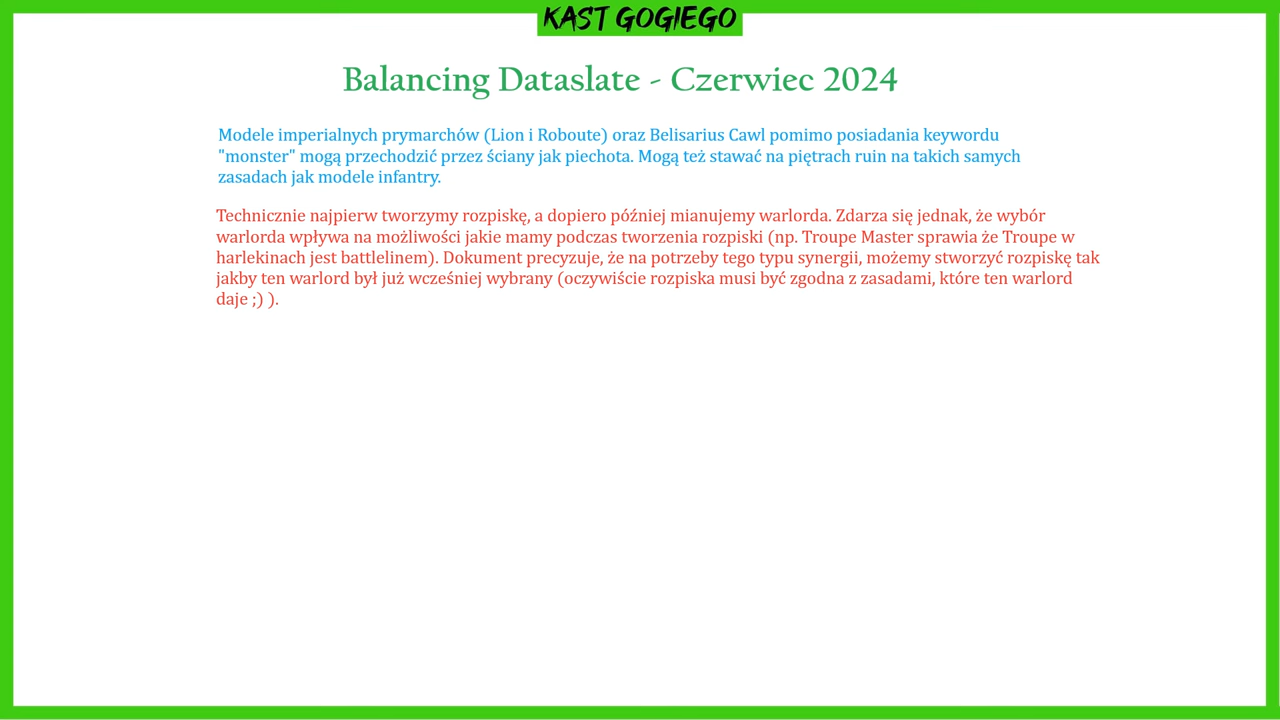 KAST GOGIEGO
Balancing Dataslate - Czerwiec 2024
Modele imperialnych prymarchów (Lion i Roboute) oraz Belisarius Cawl pomimo posiadania keywordu
"monster" mogą przechodzić przez ściany jak piechota. Mogą też stawać na piętrach ruin na takich samych
zasadach jak modele infantry.
Technicznie najpierw tworzymy rozpiskę, a dopiero później mianujemy warlorda. Zdarza się jednak, że wybór
warlorda wpływa na możliwości jakie mamy podczas tworzenia rozpiski (np. Troupe Master sprawia że Troupe w
harlekinach jest battlelinem). Dokument precyzuje, że na potrzeby tego typu synergii, możemy stworzyć rozpiskę tak
jakby ten warlord był już wcześniej wybrany (oczywiście rozpiska musi być zgodna z zasadami, które ten warlord
daje ;) ).